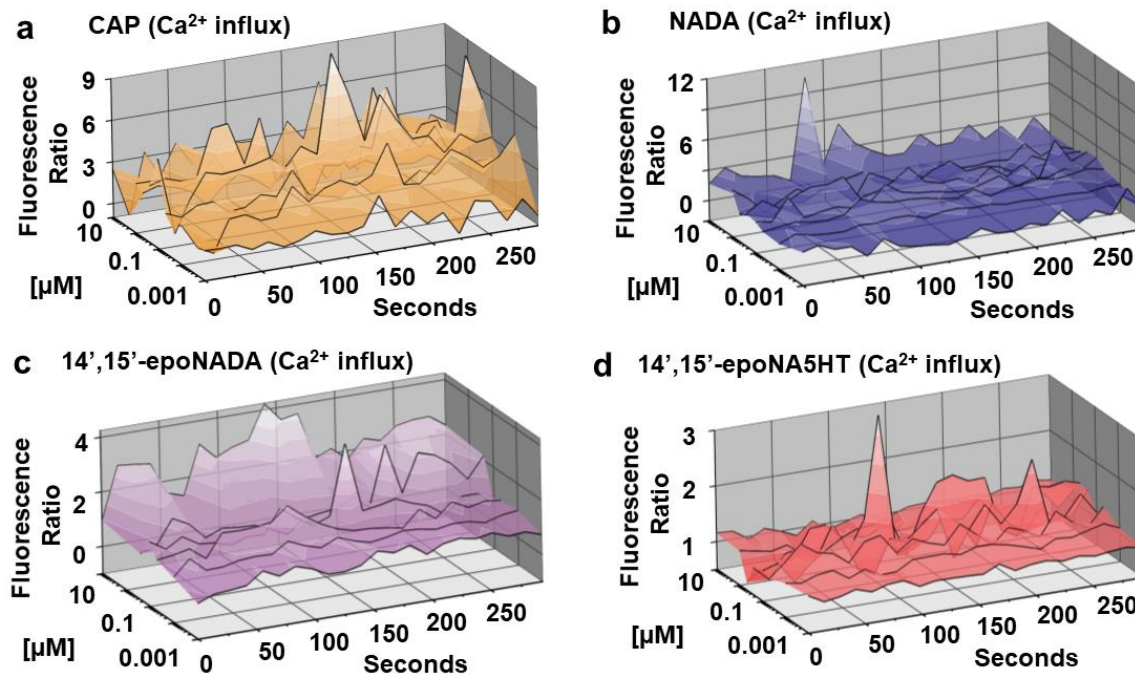 a CAP (Ca²⁺ influx)
Fluorescence
Ratio
9
6
3
0
10
0.1
0.001
[µM]
0
50
100
150
200
250
Seconds
b NADA (Ca²⁺ influx)
Fluorescence
Ratio
12
6
0
10
0.1
0.001
[µM]
0
50
100
150
200
250
Seconds
c 14’,15’-epoNADA (Ca²⁺ influx)
Fluorescence
Ratio
4
2
0
10
0.1
0.001
[µM]
0
50
100
150
200
250
Seconds
d 14’,15’-epoNA5HT (Ca²⁺ influx)
Fluorescence
Ratio
3
2
1
10
0.1
0.001
[µM]
0
50
100
150
200
250
Seconds